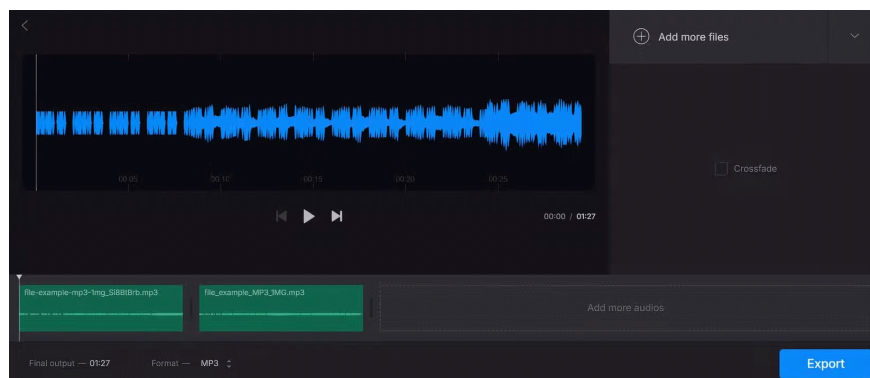 Add more files
00:05 00:10 00:15 00:20 00:25
Crossfade
00:00 / 01:27
file-example-mp3-1mg_Si8BtBrb.mp3 file_example_MP3_1MG.mp3
Add more audios
Final output — 01:27 Format — MP3
Export